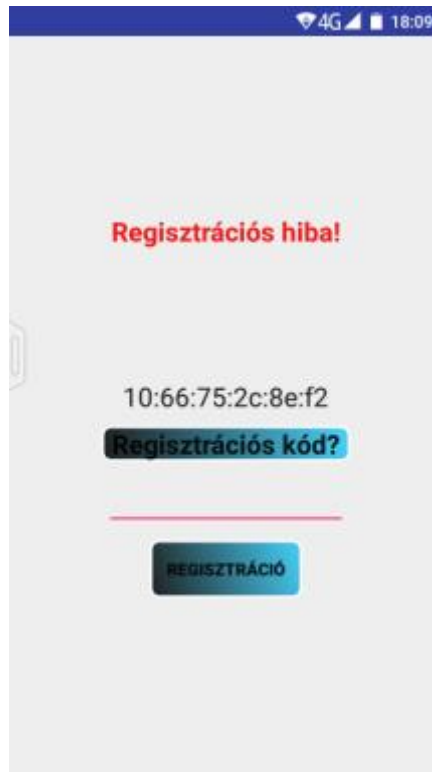 4G 18:09
Regisztrációs hiba!
10:66:75:2c:8e:f2
Regisztrációs kód?
REGISZTRÁCIÓ